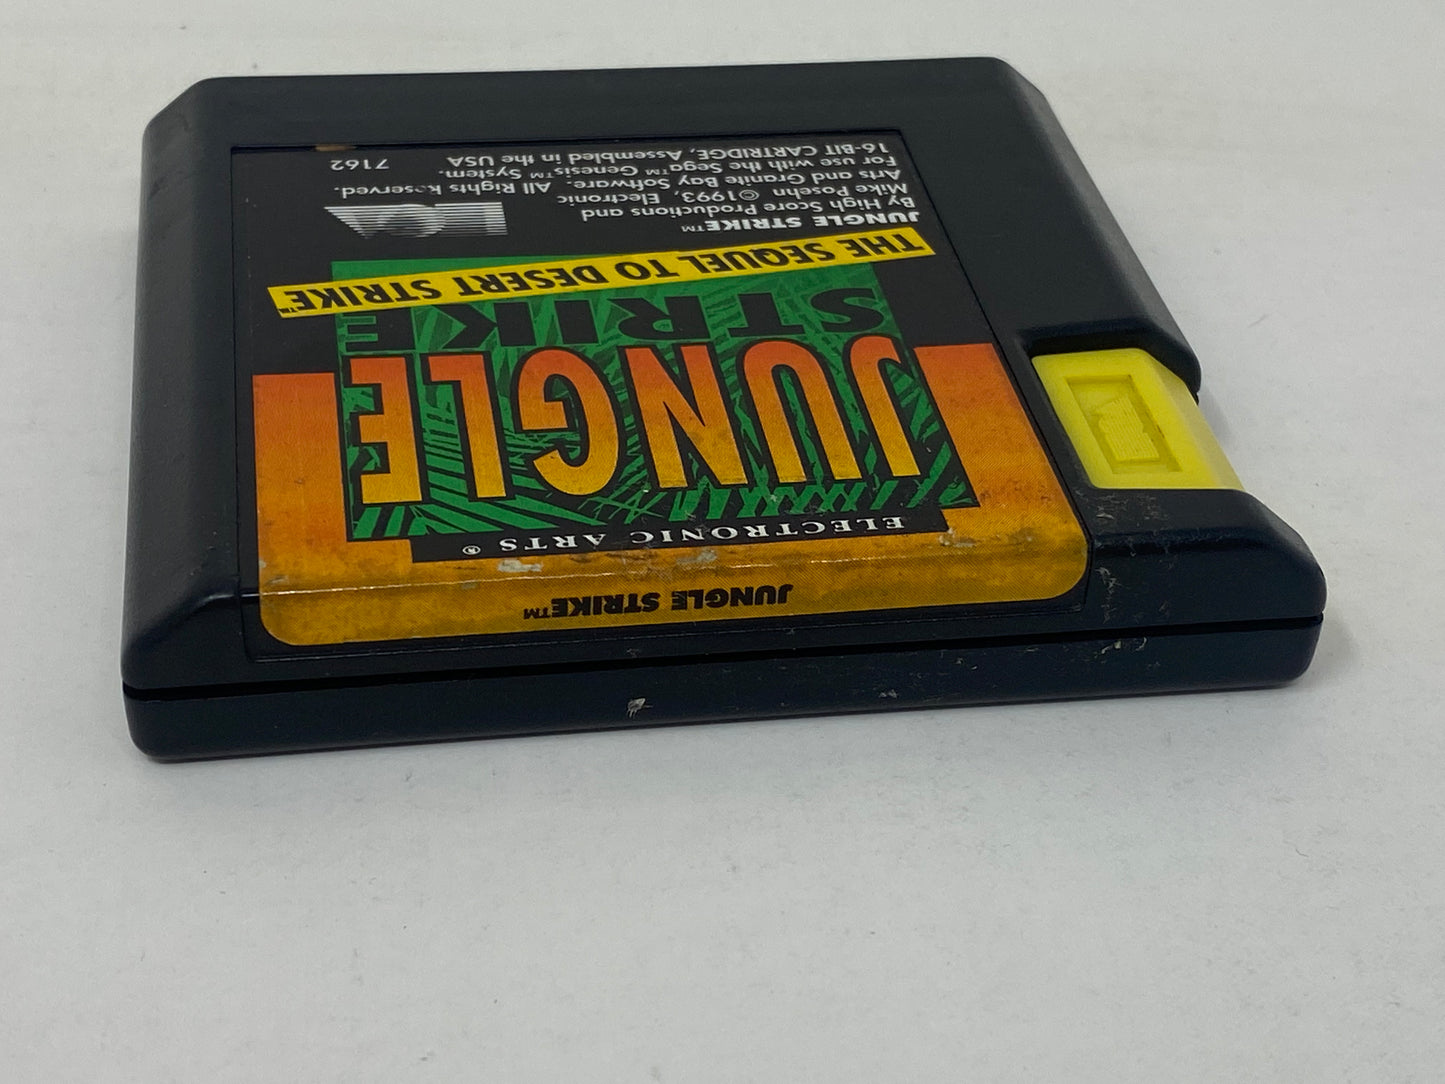 JUNGLE STRIKE™
ELECTRONIC ARTS ®
JUNGLE
STRIKE
THE SEQUEL TO DESERT STRIKE™
JUNGLE STRIKE™
By High Score Productions and
Mike Posehn ©1993, Electronic
Arts and Granite Bay Software. All Rights Reserved.
For use with the Sega™ Genesis™ System.
16-BIT CARTRIDGE, Assembled in the USA
7162
EA